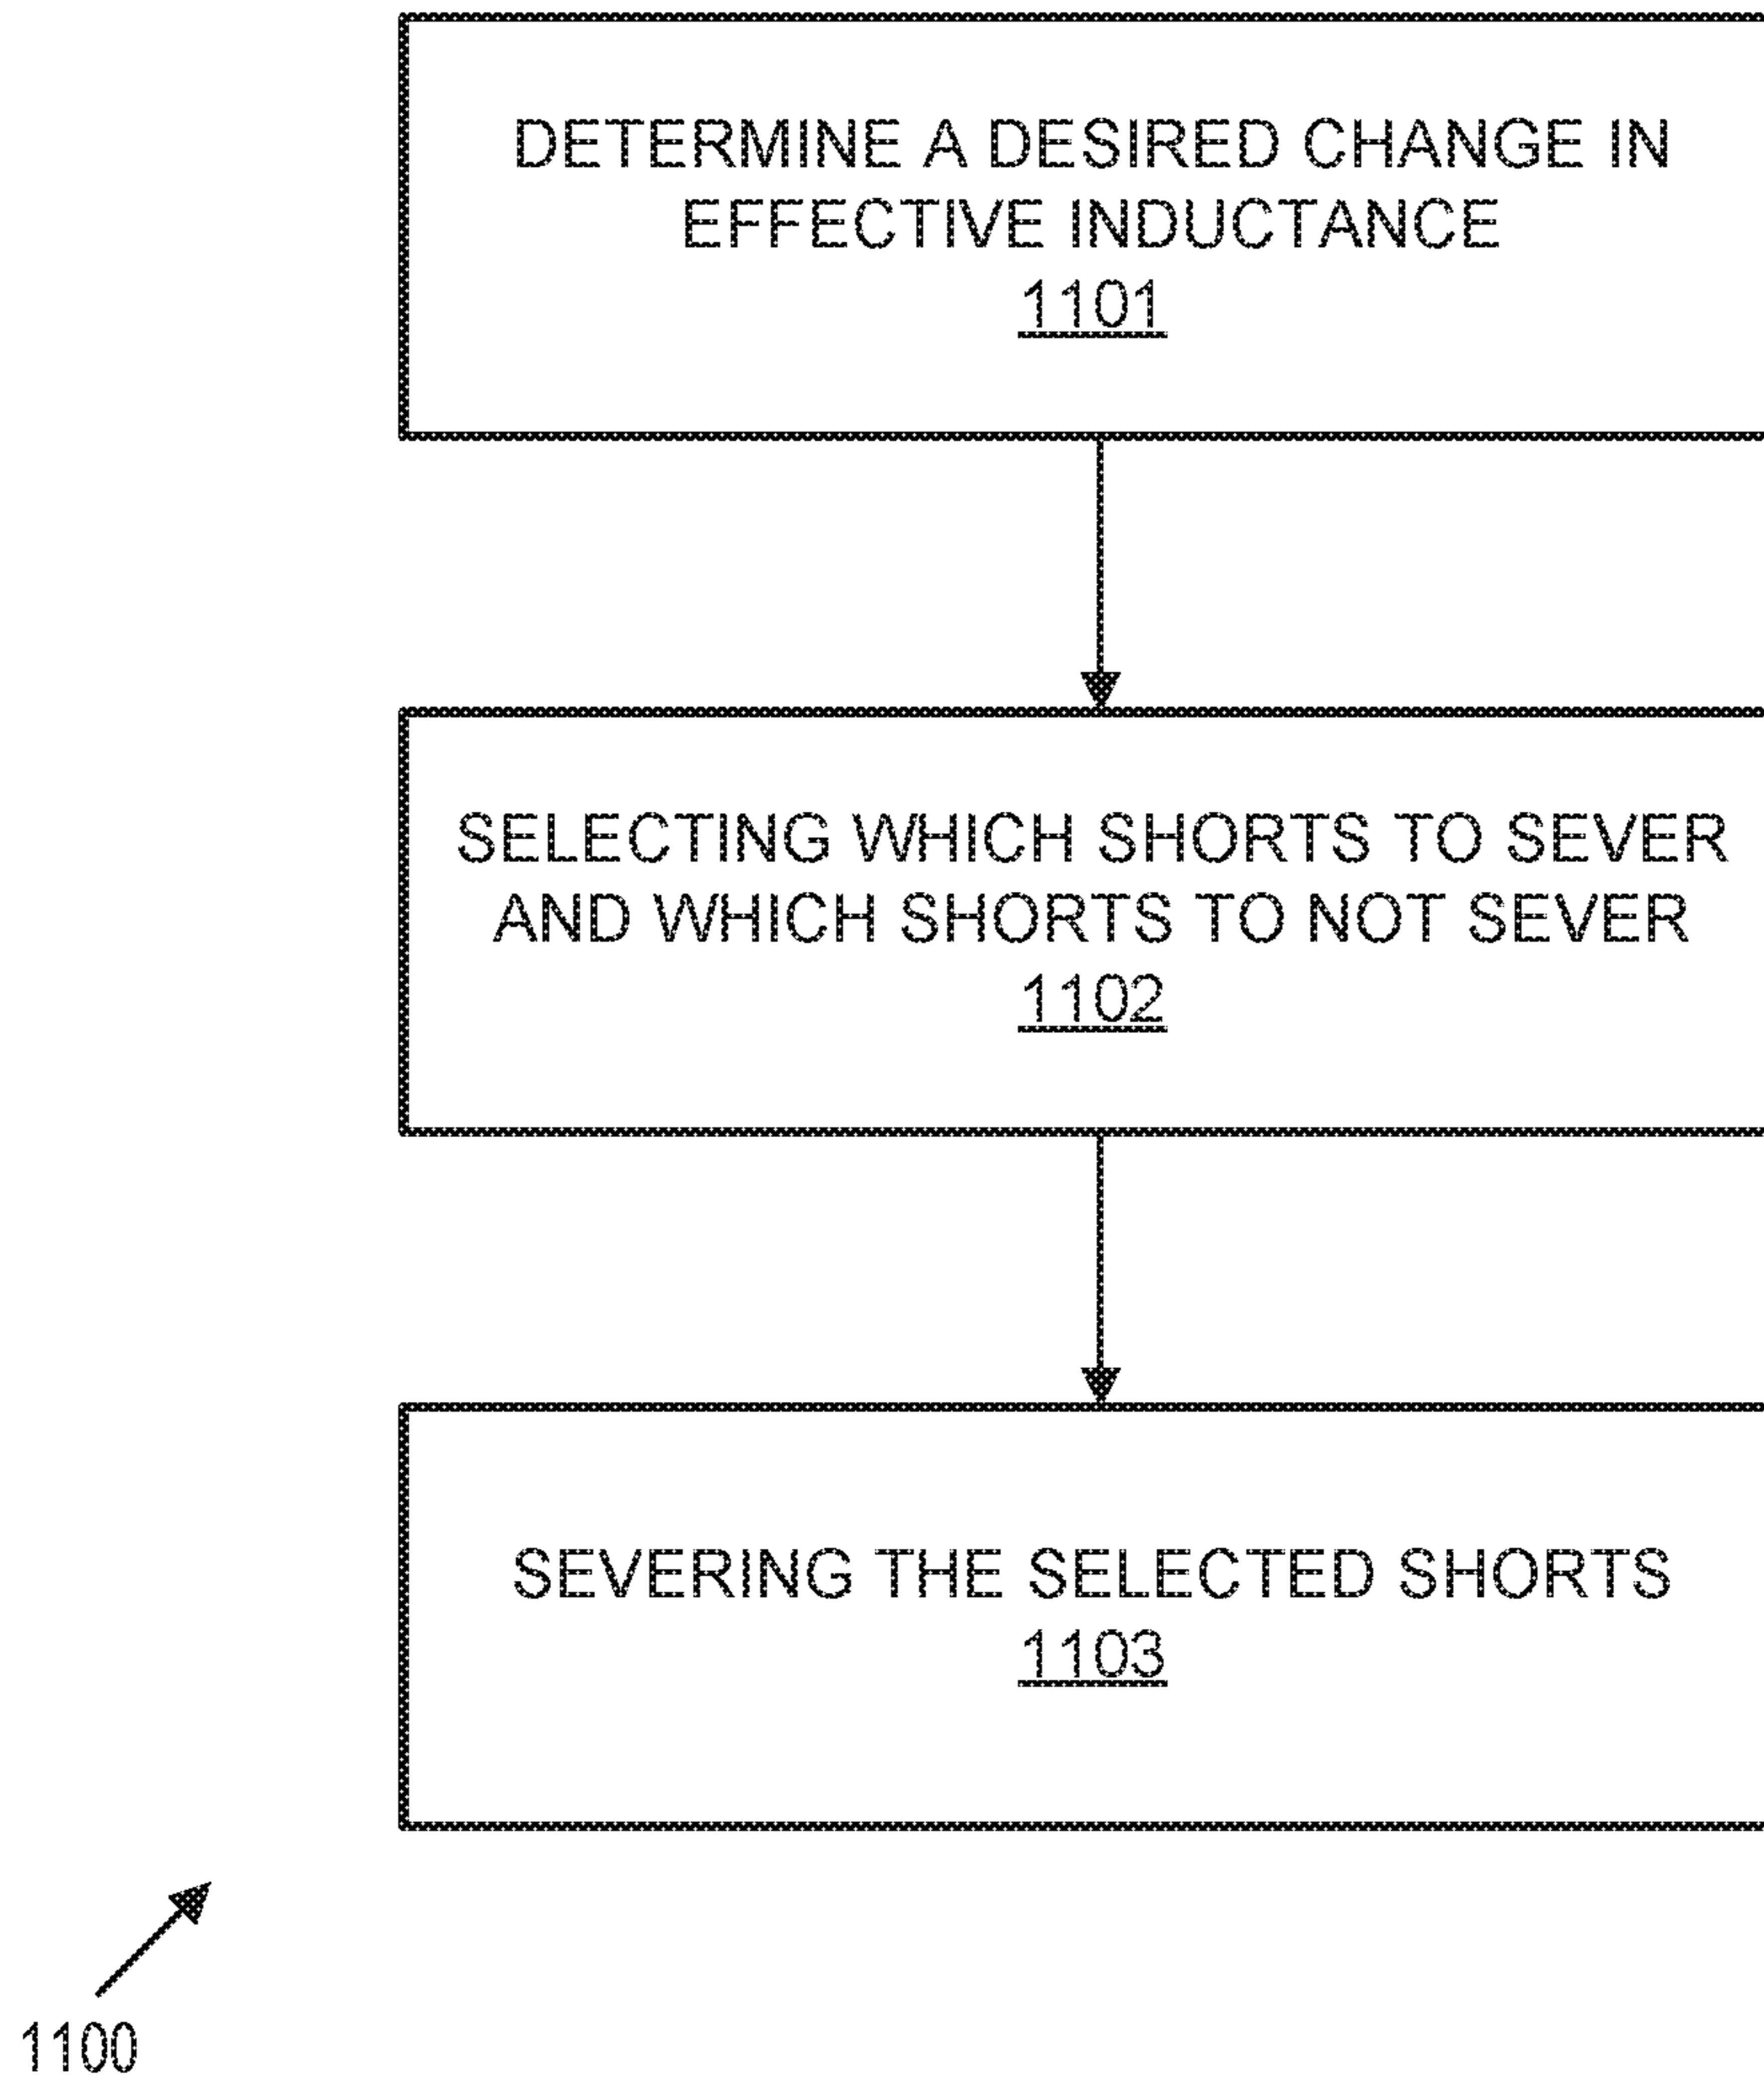 DETERMINE A DESIRED CHANGE IN
EFFECTIVE INDUCTANCE
1101
SELECTING WHICH SHORTS TO SEVER
AND WHICH SHORTS TO NOT SEVER
1102
SEVERING THE SELECTED SHORTS
1103
1100